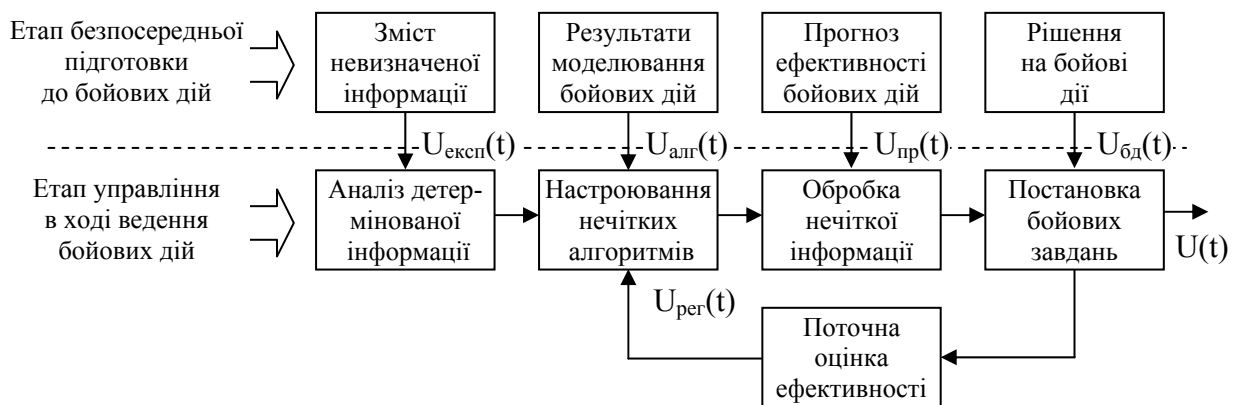 Етап безпосередньої
підготовки
до бойових дій
Зміст
невизначеної
інформації
Результати
моделювання
бойових дій
Прогноз
ефективності
бойових дій
Рішення
на бойові
дії
Uексп(t)
Uалг(t)
Uпр(t)
Uбд(t)
Етап управління
в ході ведення
бойових дій
Аналіз детер-
мінованої
інформації
Настроювання
нечітких
алгоритмів
Обробка
нечіткої
інформації
Постановка
бойових
завдань
U(t)
Uрег(t)
Поточна
оцінка
ефективності